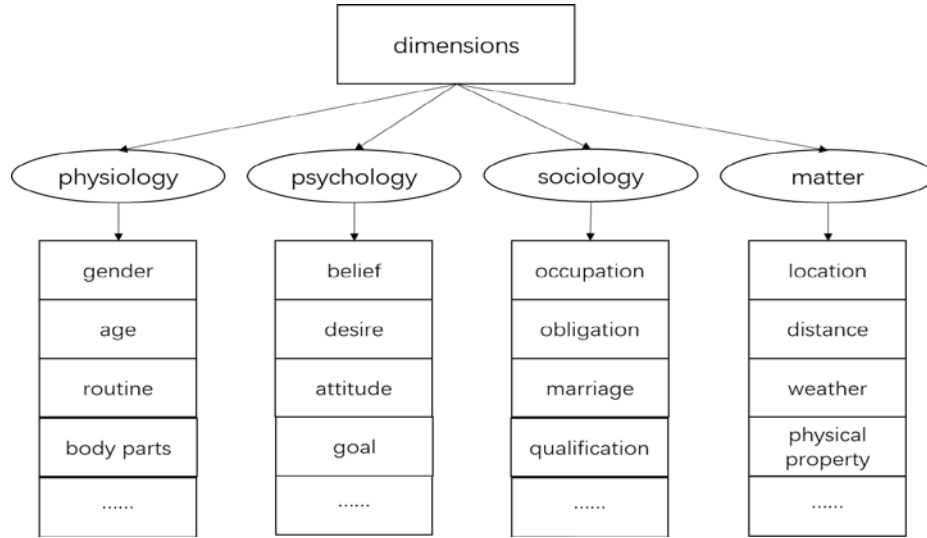 dimensions
physiology
psychology
sociology
matter
gender
age
routine
body parts
......
belief
desire
attitude
goal
......
occupation
obligation
marriage
qualification
......
location
distance
weather
physical
property
......